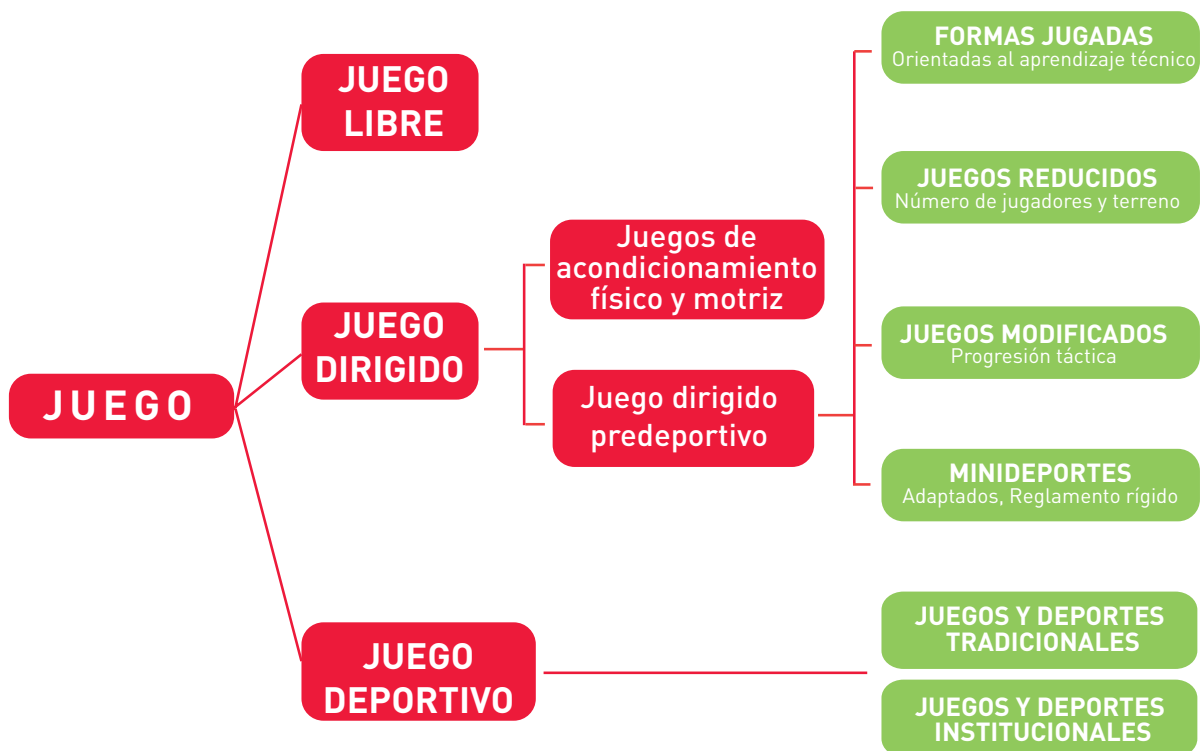 JUEGO
JUEGO
LIBRE
JUEGO
DIRIGIDO
JUEGO
DEPORTIVO
Juegos de
acondicionamiento
físico y motriz
Juego dirigido
predeportivo
FORMAS JUGADAS
Orientadas al aprendizaje técnico
JUEGOS REDUCIDOS
Número de jugadores y terreno
JUEGOS MODIFICADOS
Progresión táctica
MINIDEPORTES
Adaptados, Reglamento rígido
JUEGOS Y DEPORTES
TRADICIONALES
JUEGOS Y DEPORTES
INSTITUCIONALES